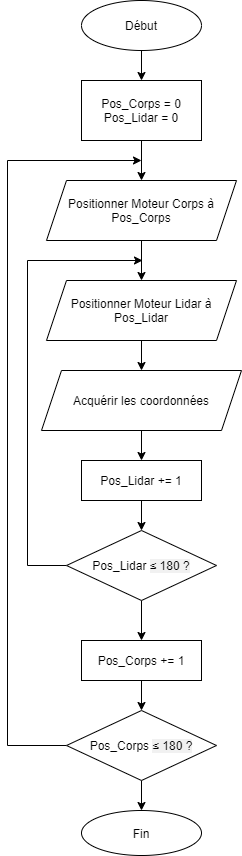 Début
Pos_Corps = 0
Pos_Lidar = 0
Positionner Moteur Corps à
Pos_Corps
Positionner Moteur Lidar à
Pos_Lidar
Acquérir les coordonnées
Pos_Lidar += 1
Pos_Lidar ≤ 180 ?
Pos_Corps += 1
Pos_Corps ≤ 180 ?
Fin